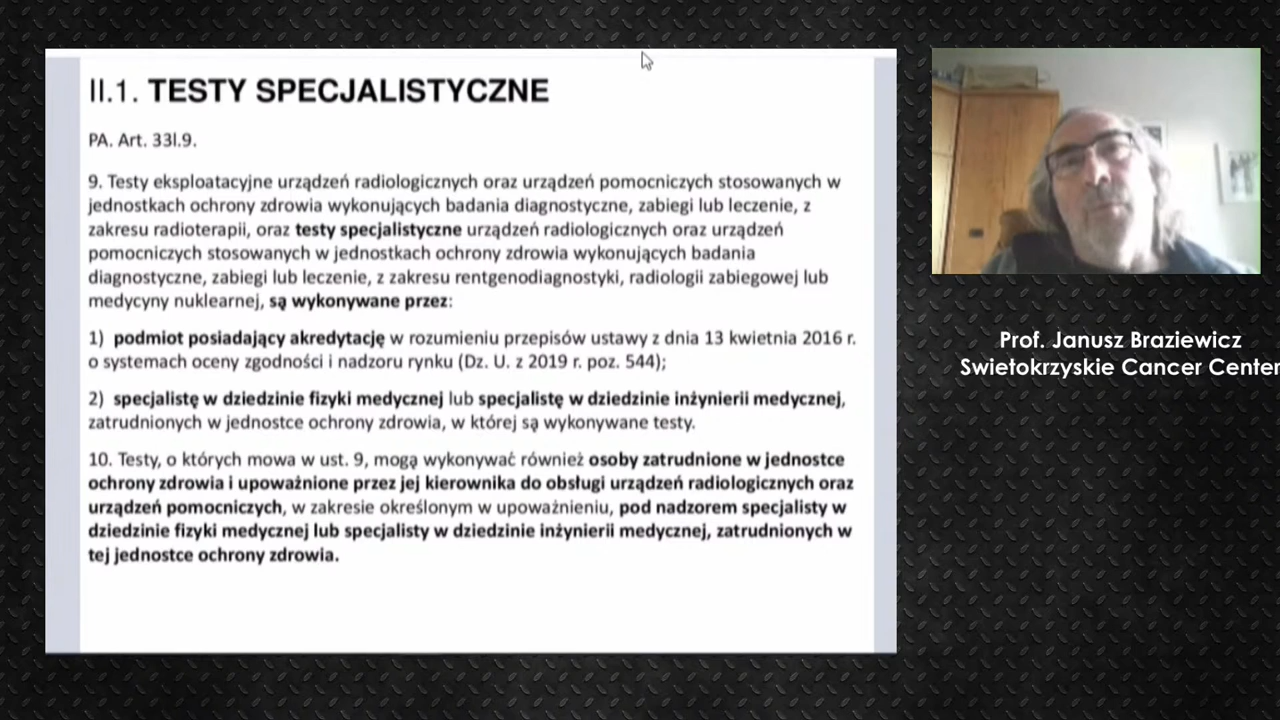 II.1. TESTY SPECJALISTYCZNE
PA. Art. 33l.9.
9. Testy eksploatacyjne urządzeń radiologicznych oraz urządzeń pomocniczych stosowanych w
jednostkach ochrony zdrowia wykonujących badania diagnostyczne, zabiegi lub leczenie, z
zakresu radioterapii, oraz testy specjalistyczne urządzeń radiologicznych oraz urządzeń
pomocniczych stosowanych w jednostkach ochrony zdrowia wykonujących badania
diagnostyczne, zabiegi lub leczenie, z zakresu rentgenodiagnostyki, radiologii zabiegowej lub
medycyny nuklearnej, są wykonywane przez:
1) podmiot posiadający akredytację w rozumieniu przepisów ustawy z dnia 13 kwietnia 2016 r.
o systemach oceny zgodności i nadzoru rynku (Dz. U. z 2019 r. poz. 544);
2) specjalistę w dziedzinie fizyki medycznej lub specjalistę w dziedzinie inżynierii medycznej,
zatrudnionych w jednostce ochrony zdrowia, w której są wykonywane testy.
10. Testy, o których mowa w ust. 9, mogą wykonywać również osoby zatrudnione w jednostce
ochrony zdrowia i upoważnione przez jej kierownika do obsługi urządzeń radiologicznych oraz
urządzeń pomocniczych, w zakresie określonym w upoważnieniu, pod nadzorem specjalisty w
dziedzinie fizyki medycznej lub specjalisty w dziedzinie inżynierii medycznej, zatrudnionych w
tej jednostce ochrony zdrowia.
Prof. Janusz Braziewicz
Swietokrzyskie Cancer Center